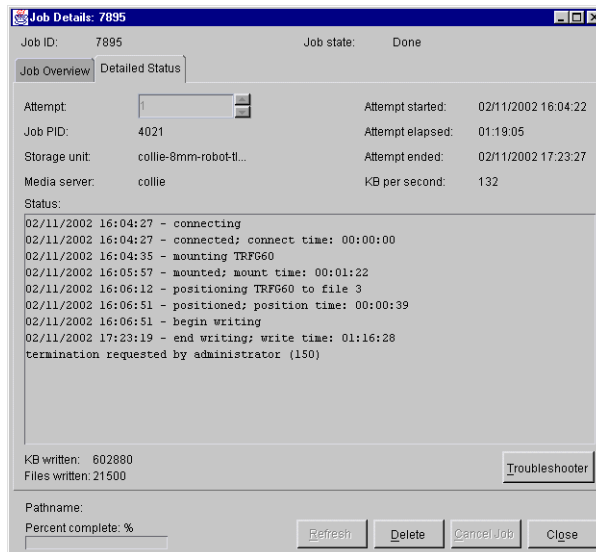 Job Details: 7895
Job ID: 7895 Job state: Done
Job Overview Detailed Status
Attempt: 1 Attempt started: 02/11/2002 16:04:22
Job PID: 4021 Attempt elapsed: 01:19:05
Storage unit: collie-8mm-robot-tl... Attempt ended: 02/11/2002 17:23:27
Media server: collie KB per second: 132
Status:
02/11/2002 16:04:27 - connecting
02/11/2002 16:04:27 - connected; connect time: 00:00:00
02/11/2002 16:04:35 - mounting TRFG60
02/11/2002 16:05:57 - mounted; mount time: 00:01:22
02/11/2002 16:06:12 - positioning TRFG60 to file 3
02/11/2002 16:06:51 - positioned; position time: 00:00:39
02/11/2002 16:06:51 - begin writing
02/11/2002 17:23:19 - end writing; write time: 01:16:28
termination requested by administrator (150)
KB written: 602880
Files written: 21500
Troubleshooter
Pathname:
Percent complete: %
Refresh Delete Cancel Job Close